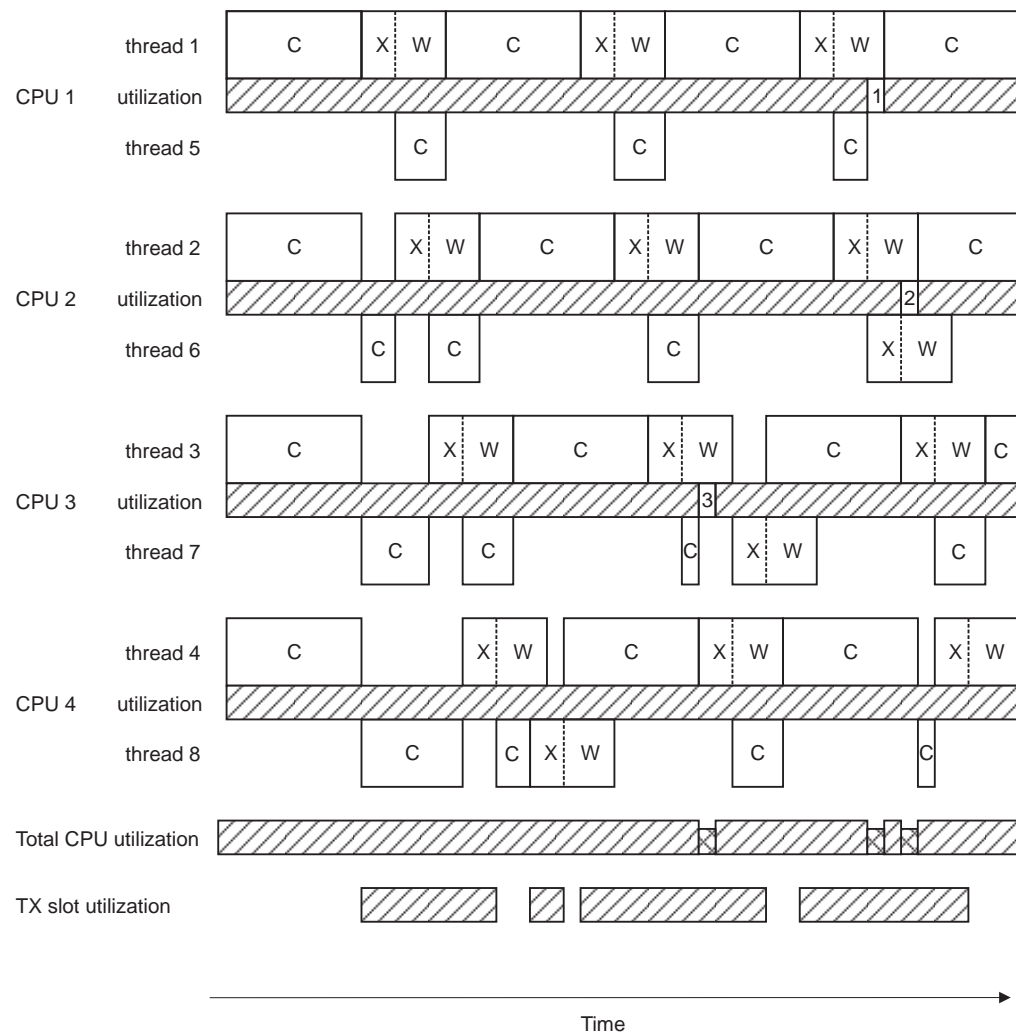 thread 1 C X W C X W C X W C
CPU 1 utilization 1
thread 5 C C C
thread 2 C X W C X W C X W C
CPU 2 utilization 2
thread 6 C C C X W
thread 3 C X W C X W C X W C
CPU 3 utilization 3
thread 7 C C C X W C
thread 4 C X W C X W C X W
CPU 4 utilization
thread 8 C C X W C C
Total CPU utilization
TX slot utilization
Time